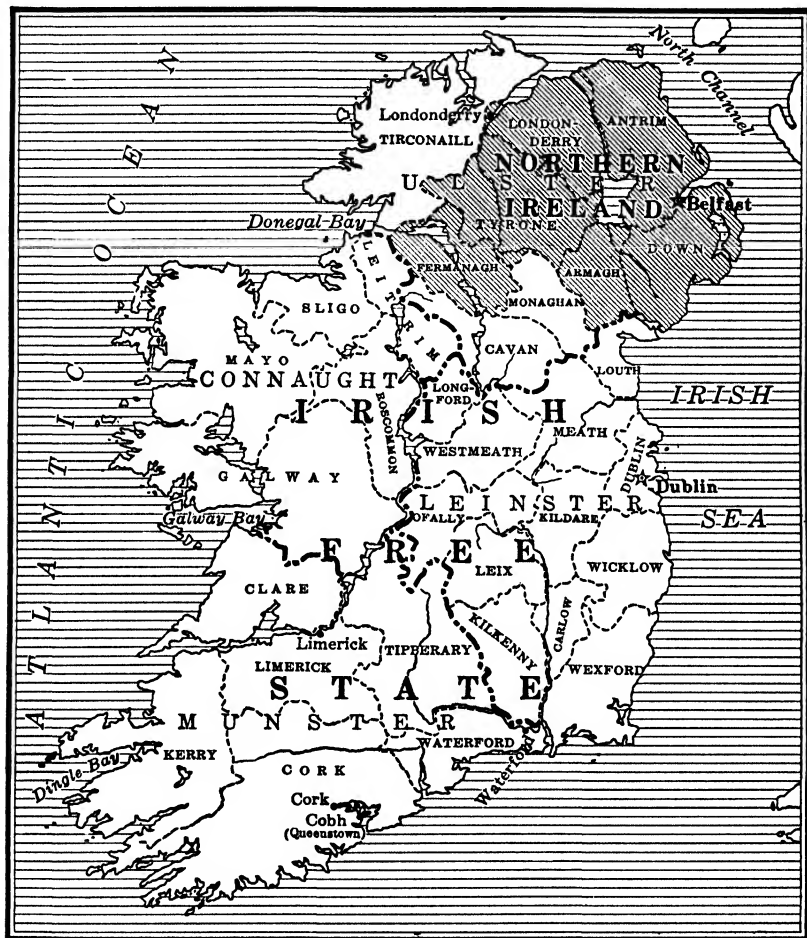 North Channel
ATLANTIC OCEAN
Londonderry
TIRCONAILL
LONDON-
DERRY
ANTRIM
NORTHERN
ULSTER
IRELAND
Belfast
TYRONE
Donegal Bay
DOWN
FERMANAGH
ARMAGH
MONAGHAN
LEITRIM
SLIGO
CAVAN
MAYO
LOUTH
CONNAUGHT
LONG-
FORD
IRISH
SEA
IRISH
FREE
STATE
ROSCOMMON
MEATH
WESTMEATH
GALWAY
DUBLIN
Dublin
LEINSTER
OFALLY
KILDARE
Galway Bay
LEIX
WICKLOW
CLARE
CARLOW
KILKENNY
Limerick
TIPPERARY
LIMERICK
WEXFORD
MUNSTER
WATERFORD
Waterford
KERRY
Dingle Bay
CORK
Cork
Cobh
(Queenstown)